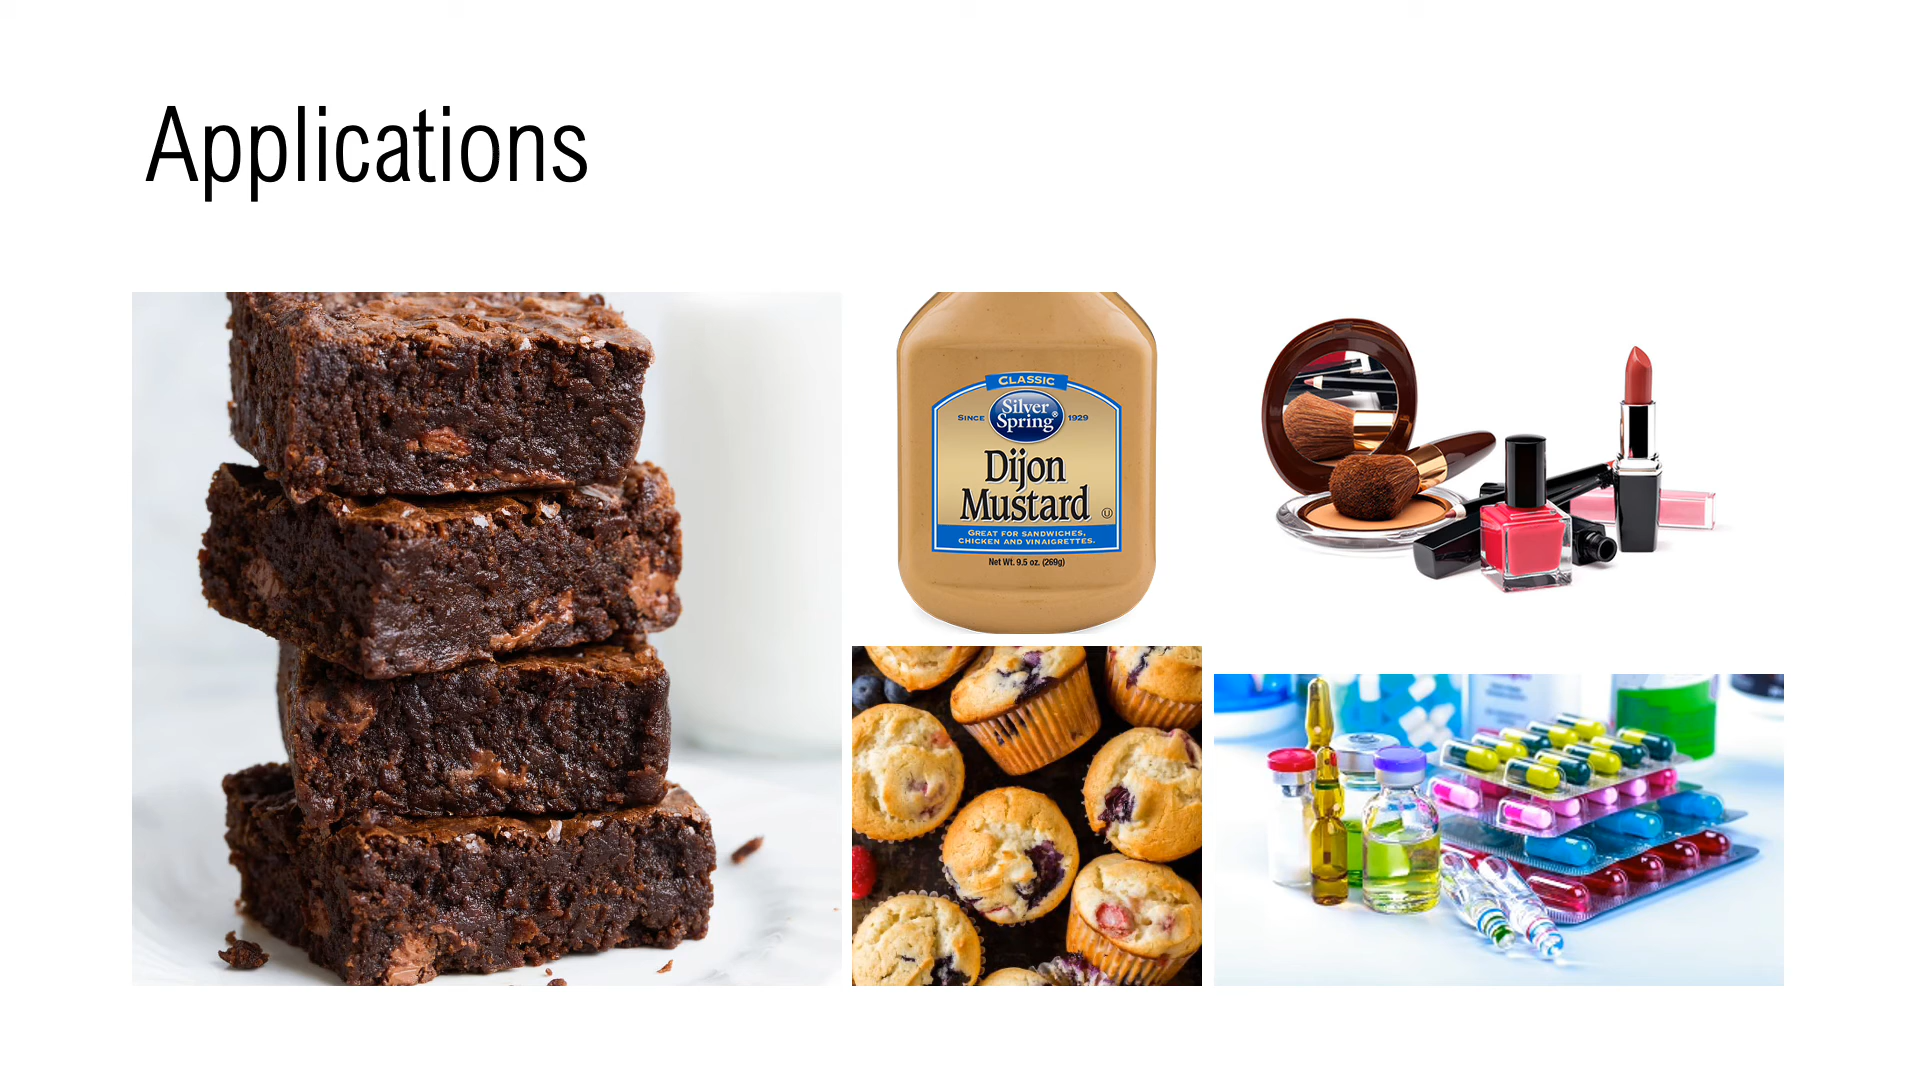 Applications
CLASSIC
SINCE Silver Spring® 1929
Dijon
Mustard Ⓤ
GREAT FOR SANDWICHES,
CHICKEN AND VINAIGRETTES.
Net Wt. 9.5 oz. (269g)